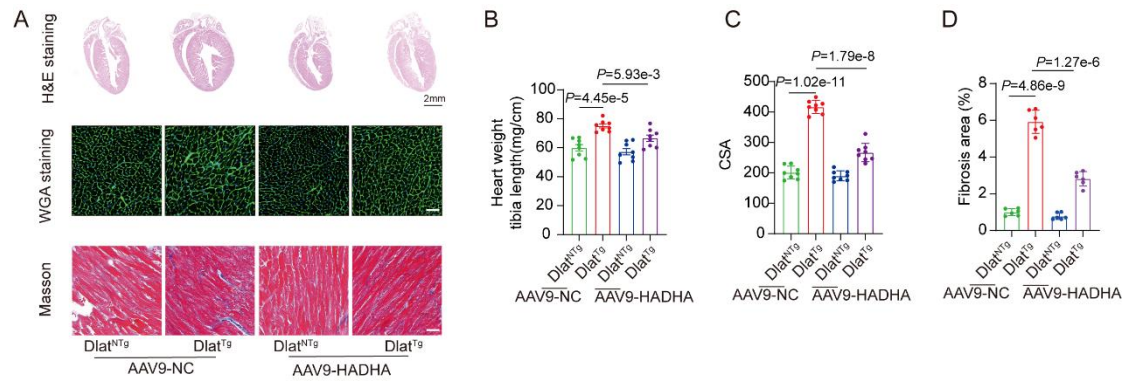 A
H&E staining
2mm
WGA staining
Masson
Dlat^NTg Dlat^Tg Dlat^NTg Dlat^Tg
AAV9-NC AAV9-HADHA
B
Heart weight
tibia length(mg/cm)
P=5.93e-3
P=4.45e-5
100
80
60
40
20
0
Dlat^NTg Dlat^Tg Dlat^NTg Dlat^Tg
AAV9-NC AAV9-HADHA
C
CSA
P=1.79e-8
P=1.02e-11
500
400
300
200
100
0
Dlat^NTg Dlat^Tg Dlat^NTg Dlat^Tg
AAV9-NC AAV9-HADHA
D
Fibrosis area (%)
P=1.27e-6
P=4.86e-9
8
6
4
2
0
Dlat^NTg Dlat^Tg Dlat^NTg Dlat^Tg
AAV9-NC AAV9-HADHA